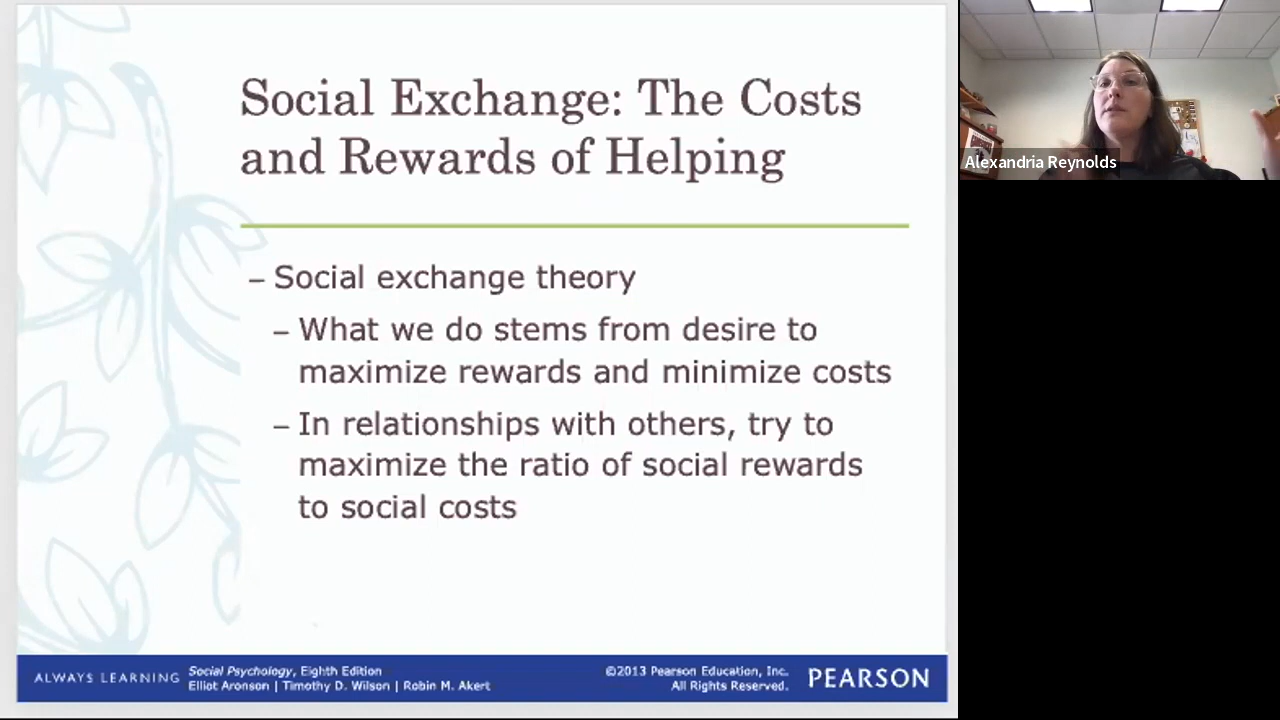 Social Exchange: The Costs
and Rewards of Helping
– Social exchange theory
– What we do stems from desire to
maximize rewards and minimize costs
– In relationships with others, try to
maximize the ratio of social rewards
to social costs
ALWAYS LEARNING
Social Psychology, Eighth Edition
Elliot Aronson | Timothy D. Wilson | Robin M. Akert
©2013 Pearson Education, Inc.
All Rights Reserved.
PEARSON
Alexandria Reynolds